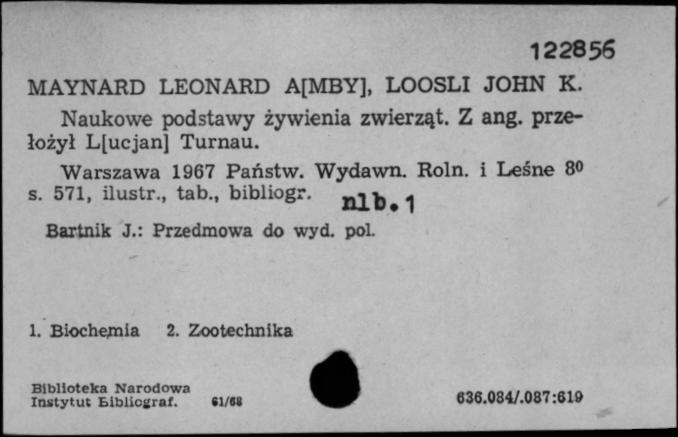 122856
MAYNARD LEONARD A[MBY], LOOSLI JOHN K.
Naukowe podstawy żywienia zwierząt. Z ang. prze-
łożył L[ucjan] Turnau.
Warszawa 1967 Państw. Wydawn. Roln. i Leśne 8⁰
s. 571, ilustr., tab., bibliogr. nlb. 1
Bartnik J.: Przedmowa do wyd. pol.
1. Biochemia 2. Zootechnika
Biblioteka Narodowa
Instytut Bibliograf. 61/68 636.084/.087:619